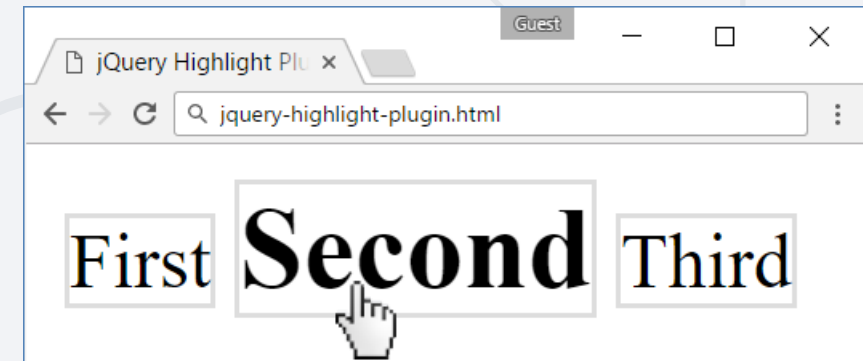 Guest
jQuery Highlight Plu
jquery-highlight-plugin.html
First Second Third